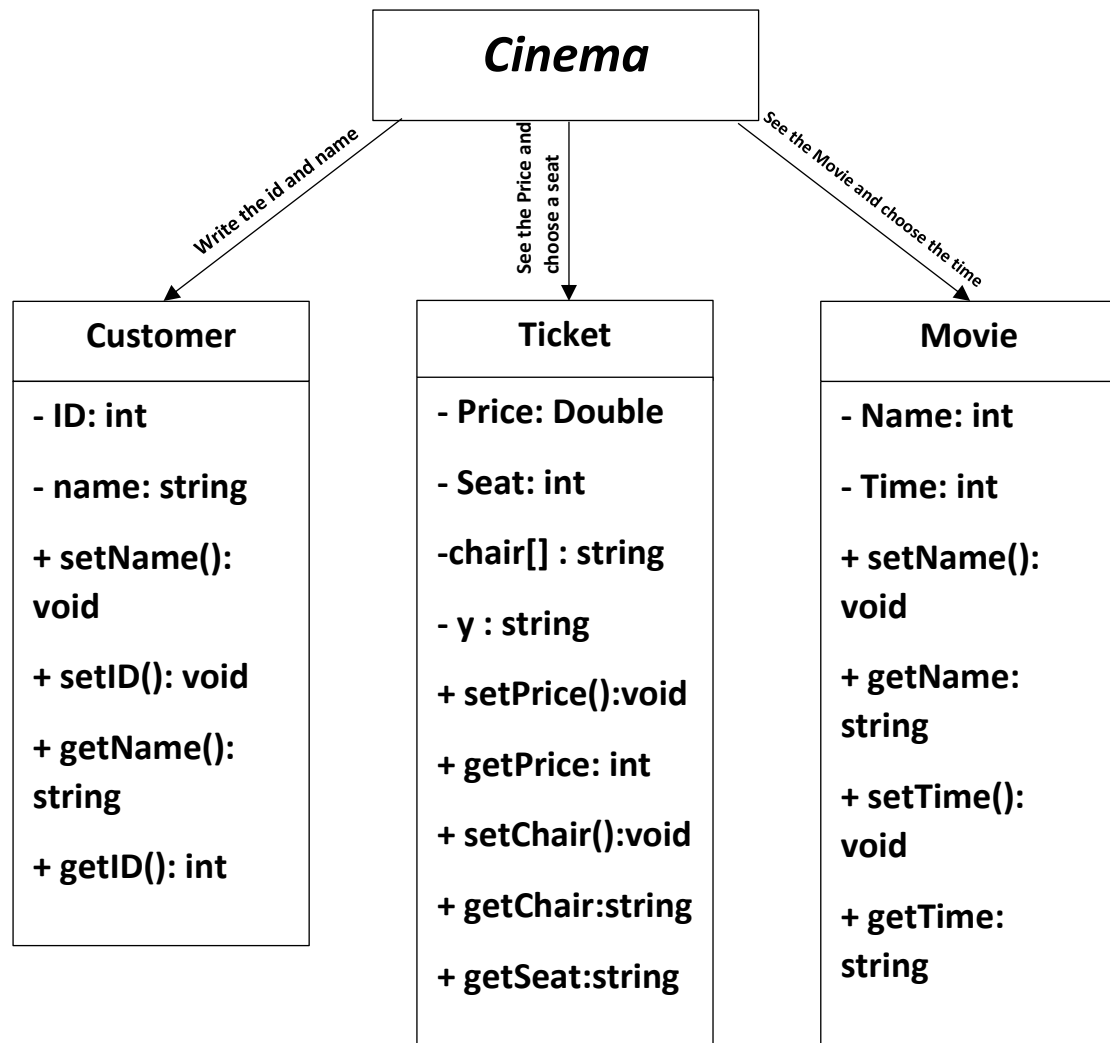 Cinema
Write the id and name
See the Price and
choose a seat
See the Movie and choose the time
Customer
- ID: int
- name: string
+ setName():
void
+ setID(): void
+ getName():
string
+ getID(): int
Ticket
- Price: Double
- Seat: int
-chair[] : string
- y : string
+ setPrice():void
+ getPrice: int
+ setChair():void
+ getChair:string
+ getSeat:string
Movie
- Name: int
- Time: int
+ setName():
void
+ getName:
string
+ setTime():
void
+ getTime:
string